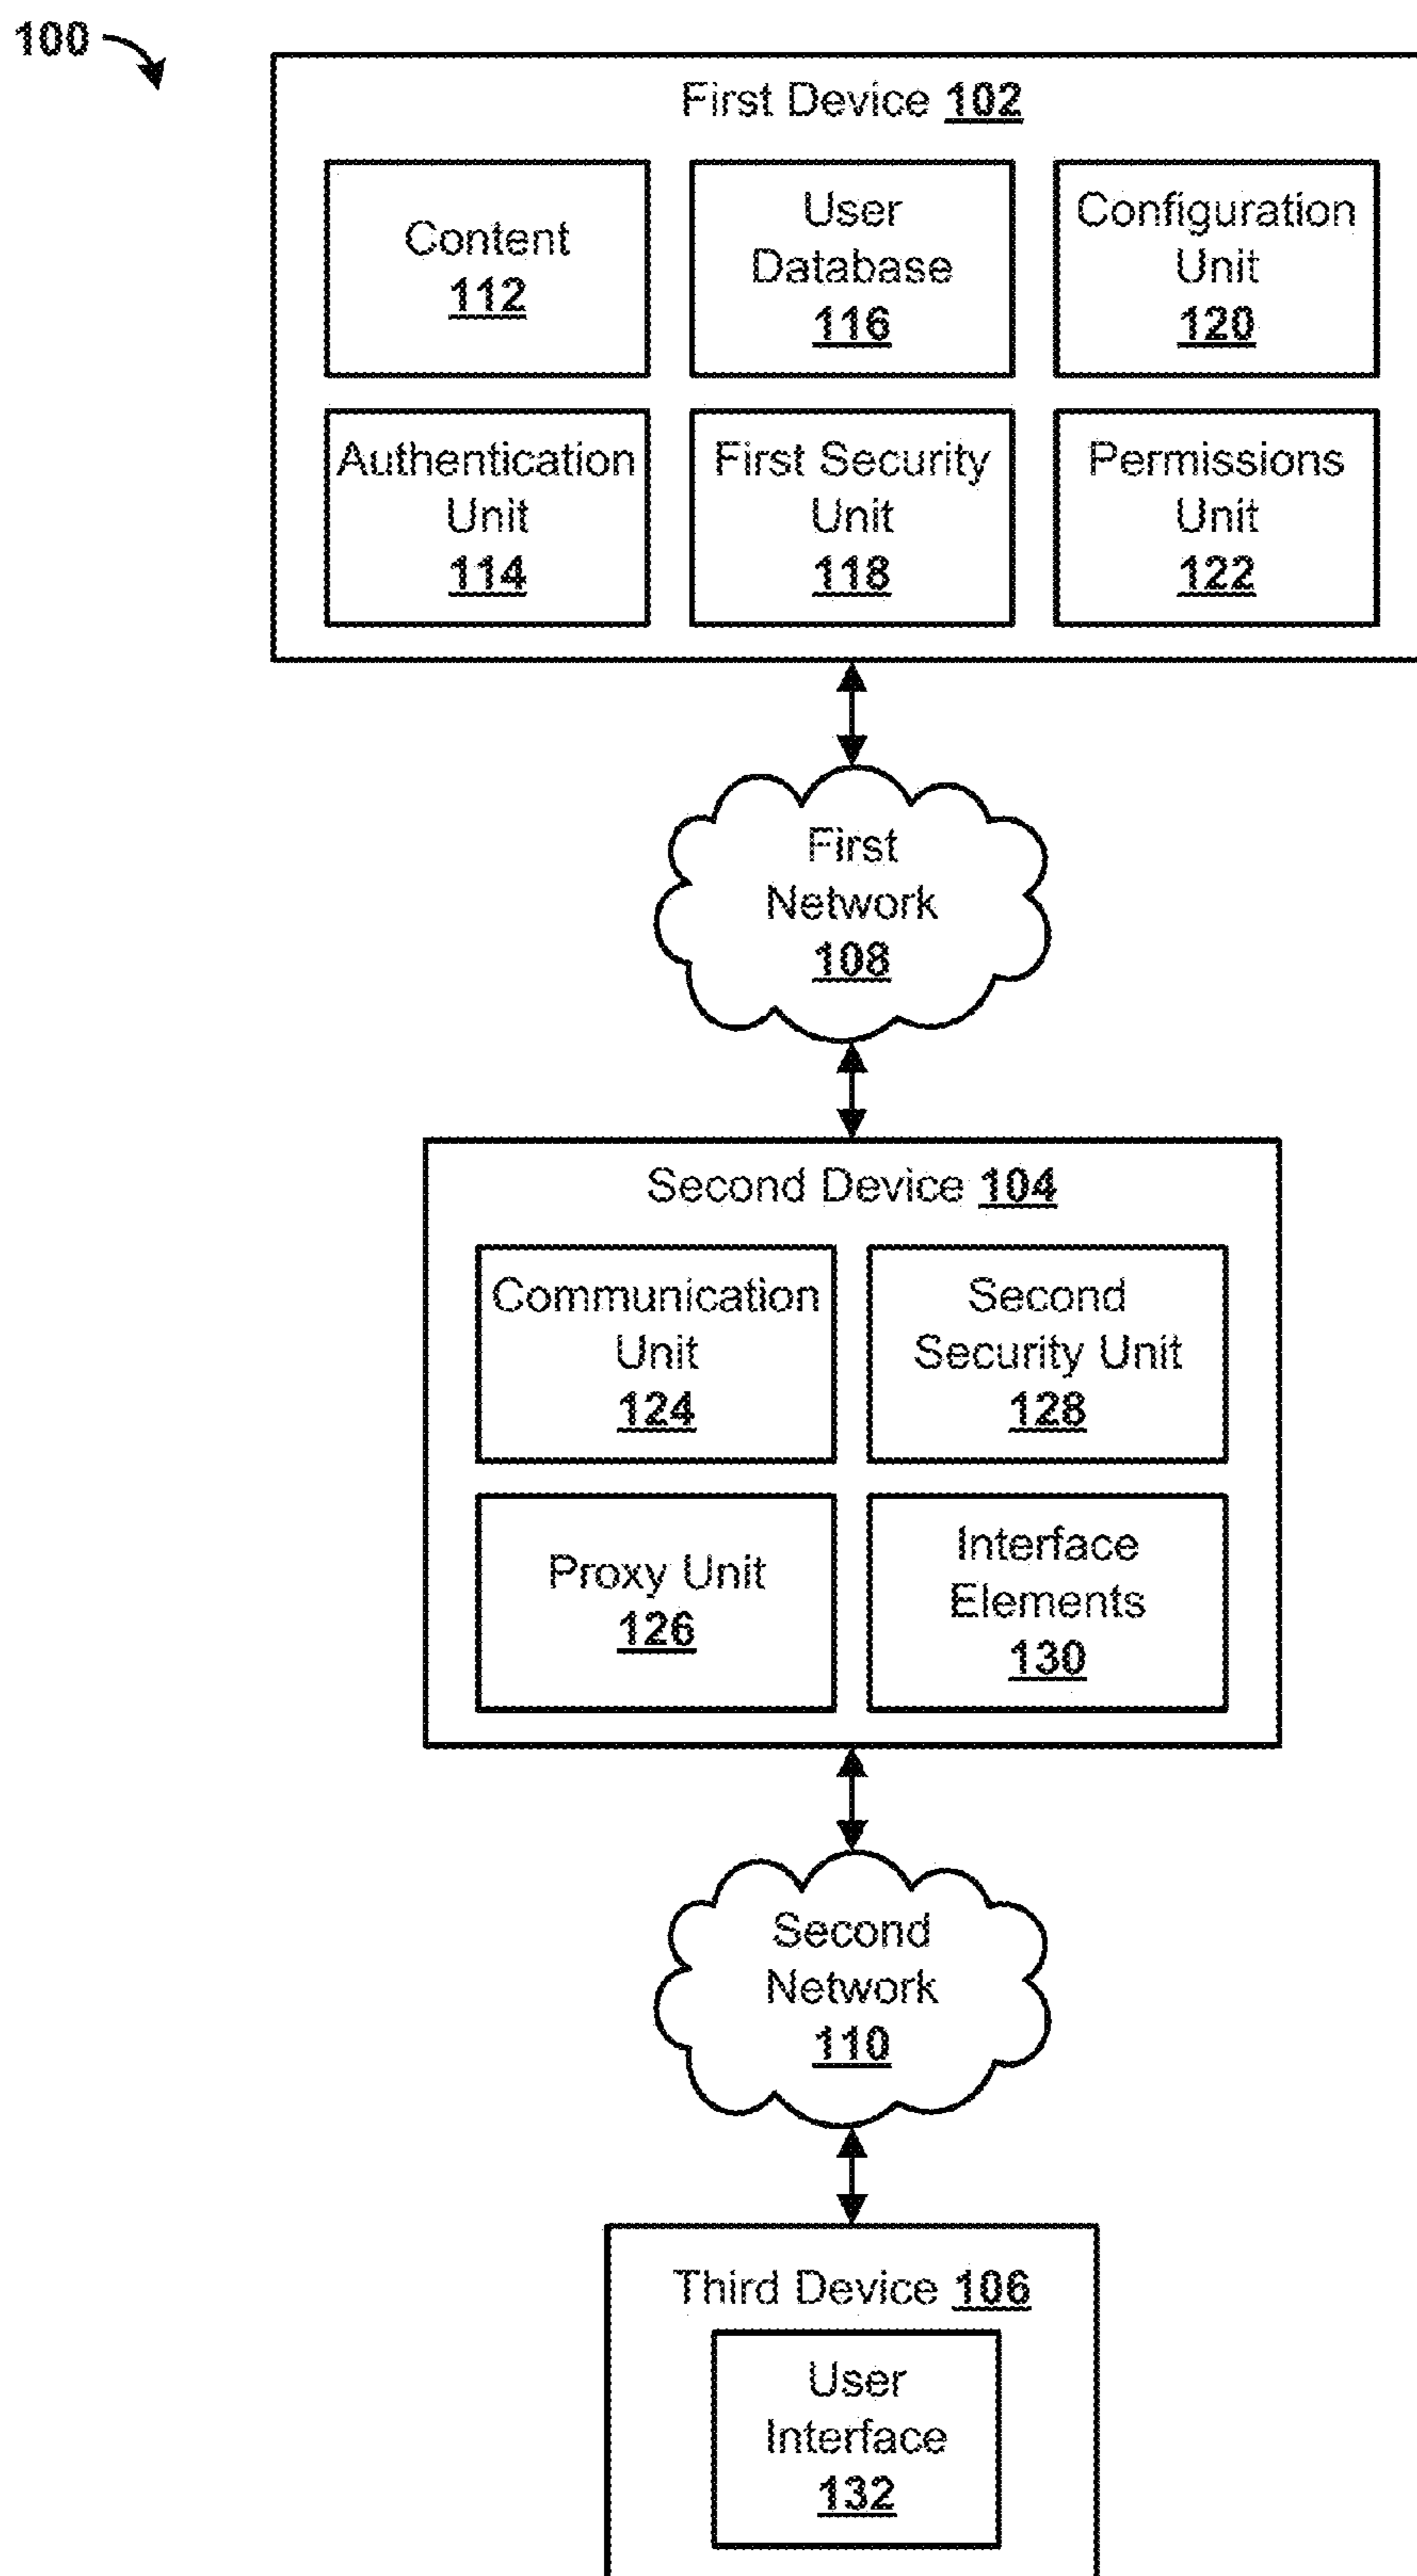 100
First Device 102
Content
112
User
Database
116
Configuration
Unit
120
Authentication
Unit
114
First Security
Unit
118
Permissions
Unit
122
First
Network
108
Second Device 104
Communication
Unit
124
Second
Security Unit
128
Proxy Unit
126
Interface
Elements
130
Second
Network
110
Third Device 106
User
Interface
132